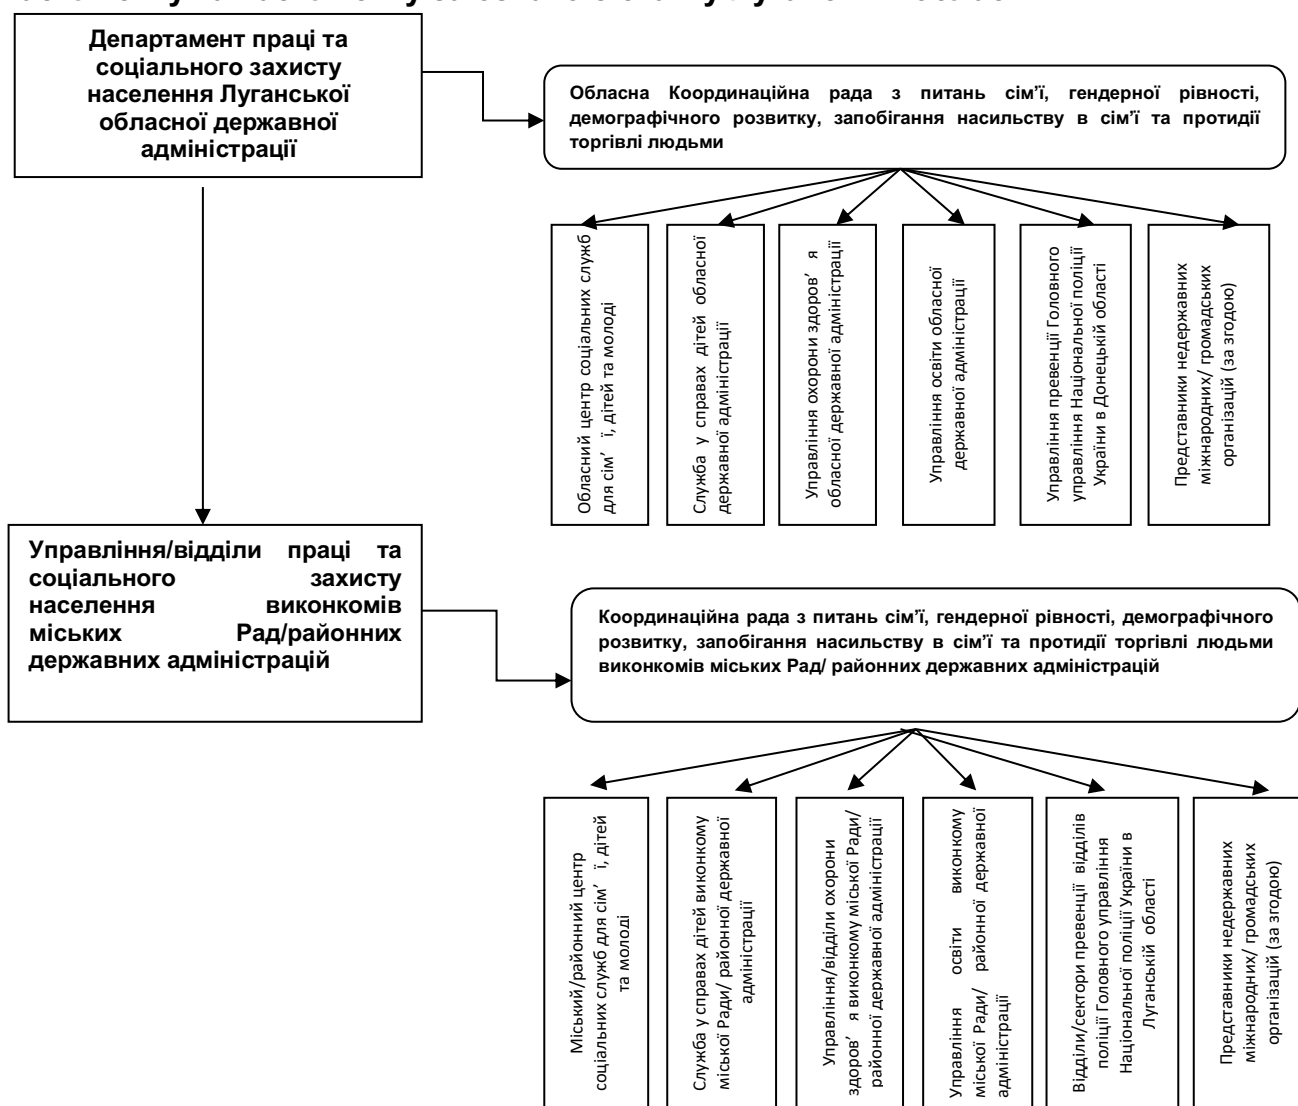 Департамент праці та
соціального захисту
населення Луганської
обласної державної
адміністрації
Обласна Координаційна рада з питань сім’ї, гендерної рівності,
демографічного розвитку, запобігання насильству в сім’ї та протидії
торгівлі людьми
Обласний центр соціальних служб
для сім’ ї, дітей та молоді
Служба у справах дітей обласної
державної адміністрації
Управління охорони здоров’ я
обласної державної адміністрації
Управління освіти обласної
державної адміністрації
Управління превенції Головного
управління Національної поліції
України в Донецькій області
Представники недержавних
міжнародних/ громадських
організацій (за згодою)
Управління/відділи праці та
соціального захисту
населення виконкомів
міських Рад/районних
державних адміністрацій
Координаційна рада з питань сім’ї, гендерної рівності, демографічного
розвитку, запобігання насильству в сім’ї та протидії торгівлі людьми
виконкомів міських Рад/ районних державних адміністрацій
Міський/районний центр
соціальних служб для сім’ ї, дітей
та молоді
Служба у справах дітей виконкому
міської Ради/ районної державної
адміністрації
Управління/відділи охорони
здоров’ я виконкому міської Ради/
районної державної адміністрації
Управління освіти виконкому
міської Ради/ районної державної
адміністрації
Відділи/сектори превенції відділів
поліції Головного управління
Національної поліції України в
Луганській області
Представники недержавних
міжнародних/ громадських
організацій (за згодою)